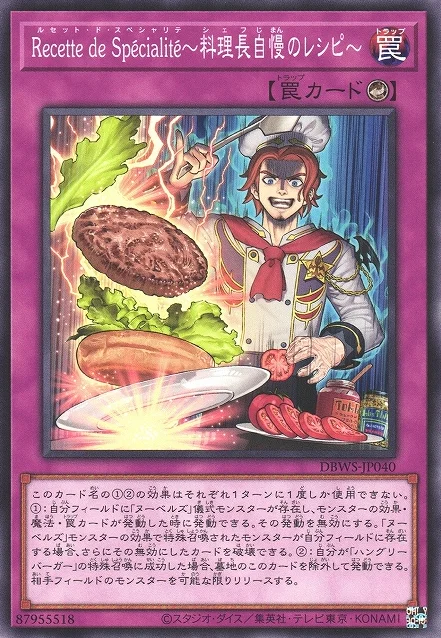 ルセット・ド・スペシャリテ シェフじまん トラップ
Recette de Spécialité～料理長自慢のレシピ～ 罠
トラップ
【罠カード】
DBWS-JP040
このカード名の①②の効果はそれぞれ１ターンに１度しか使用できない。
①：自分フィールドに「ヌーベルズ」儀式モンスターが存在し、モンスターの効果・
魔法・罠カードが発動した時に発動できる。その発動を無効にする。「ヌー
ベルズ」モンスターの効果で特殊召喚されたモンスターが自分フィールドに存在
する場合、さらにその無効にしたカードを破壊できる。②：自分が「ハングリー
バーガー」の特殊召喚に成功した場合、墓地のこのカードを除外して発動できる。
相手フィールドのモンスターを可能な限りリリースする。
87955518 ©スタジオ・ダイス／集英社・テレビ東京・KONAMI